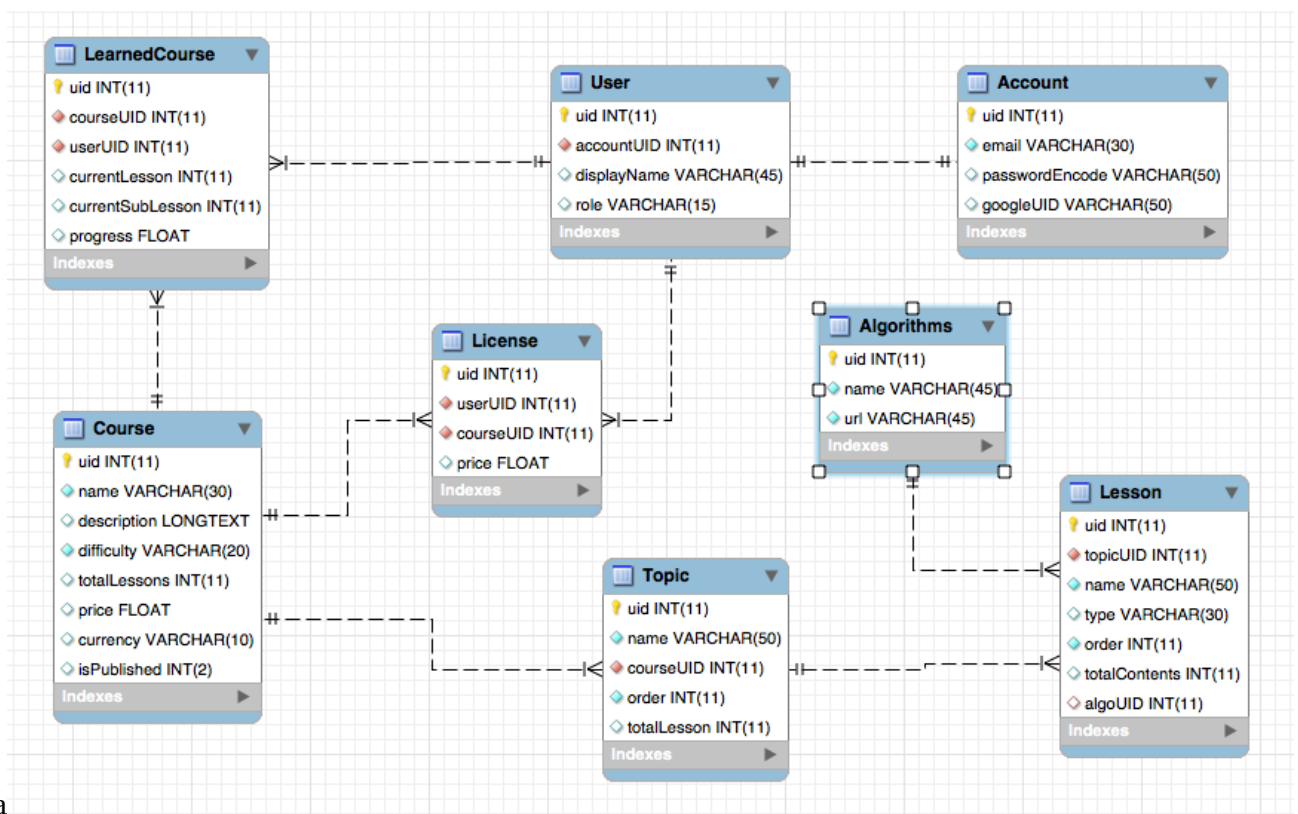 LearnedCourse
uid INT(11)
courseUID INT(11)
userUID INT(11)
currentLesson INT(11)
currentSubLesson INT(11)
progress FLOAT
Indexes
User
uid INT(11)
accountUID INT(11)
displayName VARCHAR(45)
role VARCHAR(15)
Indexes
Account
uid INT(11)
email VARCHAR(30)
passwordEncode VARCHAR(50)
googleUID VARCHAR(50)
Indexes
License
uid INT(11)
userUID INT(11)
courseUID INT(11)
price FLOAT
Indexes
Algorithms
uid INT(11)
name VARCHAR(45)
url VARCHAR(45)
Indexes
Course
uid INT(11)
name VARCHAR(30)
description LONGTEXT
difficulty VARCHAR(20)
totalLessons INT(11)
price FLOAT
currency VARCHAR(10)
isPublished INT(2)
Indexes
Topic
uid INT(11)
name VARCHAR(50)
courseUID INT(11)
order INT(11)
totalLesson INT(11)
Indexes
Lesson
uid INT(11)
topicUID INT(11)
name VARCHAR(50)
type VARCHAR(30)
order INT(11)
totalContents INT(11)
algoUID INT(11)
Indexes
a